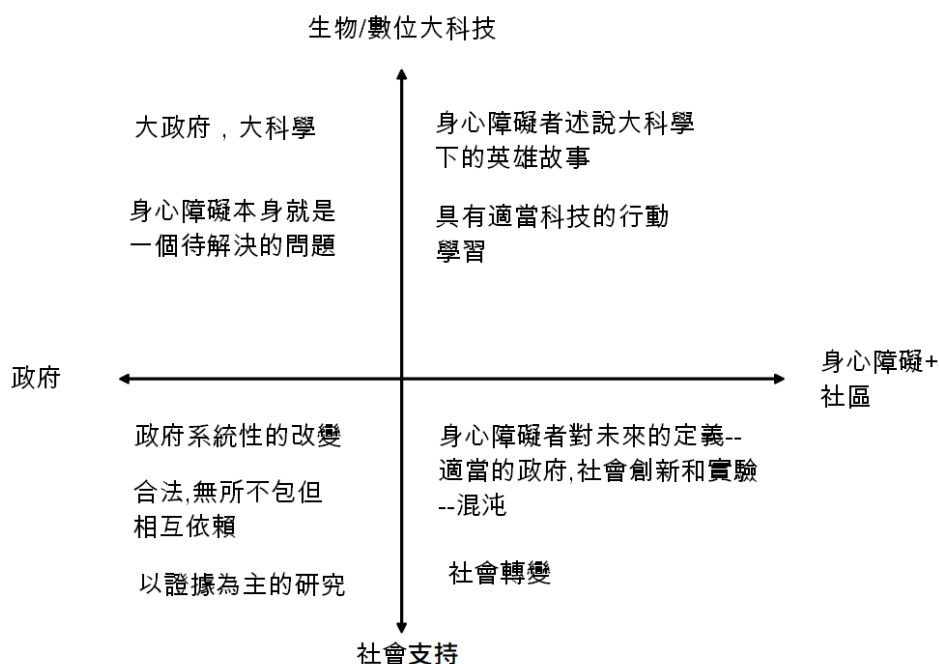 生物/數位大科技
大政府，大科學
身心障礙本身就是
一個待解決的問題
身心障礙者述說大科學
下的英雄故事
具有適當科技的行動
學習
政府
身心障礙+
社區
政府系統性的改變
合法,無所不包但
相互依賴
以證據為主的研究
身心障礙者對未來的定義--
適當的政府,社會創新和實驗
--混沌
社會轉變
社會支持